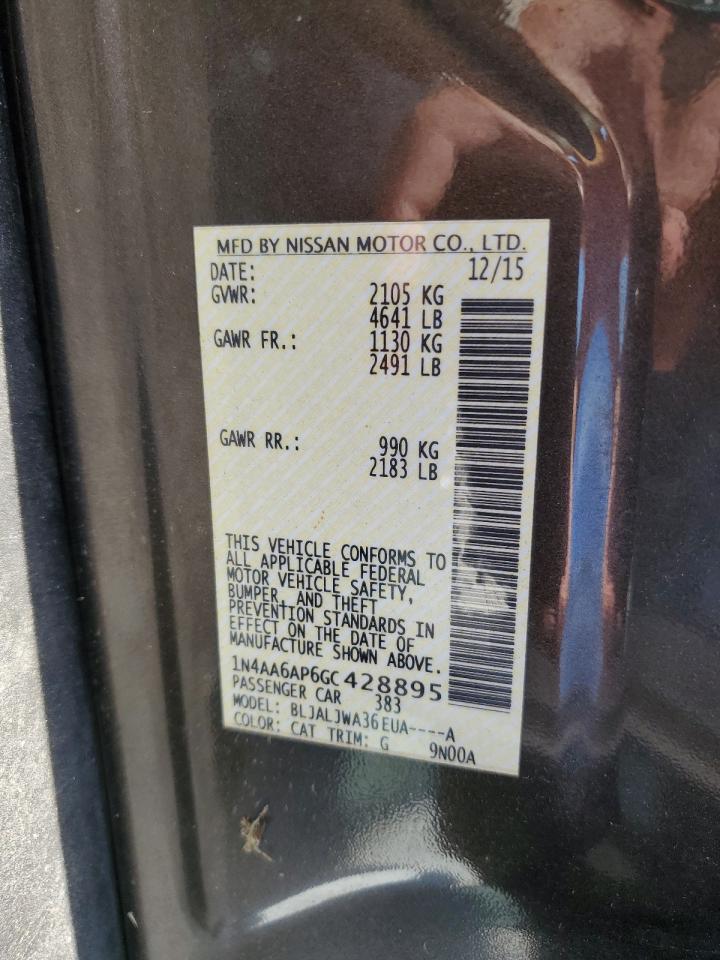 MFD BY NISSAN MOTOR CO., LTD.
DATE: 12/15
GVWR: 2105 KG
4641 LB
GAWR FR.: 1130 KG
2491 LB
GAWR RR.: 990 KG
2183 LB
THIS VEHICLE CONFORMS TO
ALL APPLICABLE FEDERAL
MOTOR VEHICLE SAFETY,
BUMPER, AND THEFT
PREVENTION STANDARDS IN
EFFECT ON THE DATE OF
MANUFACTURE SHOWN ABOVE.
1N4AA6AP6GC428895
PASSENGER CAR 383
MODEL: BLJALJWA36EUA----A
COLOR: CAT TRIM: G 9N00A